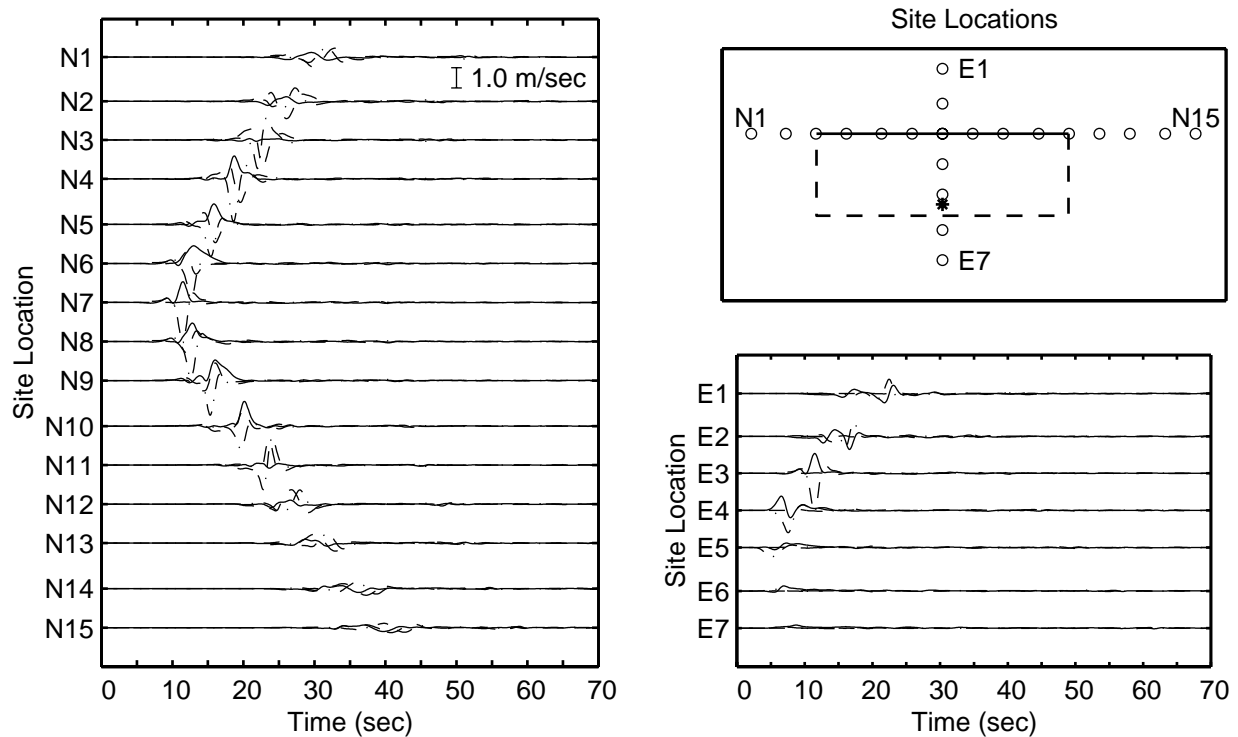 N1
N2
N3
N4
N5
N6
N7
N8
N9
N10
N11
N12
N13
N14
N15
1.0 m/sec
Site Location
0 10 20 30 40 50 60 70
Time (sec)
Site Locations
E1
N1
N15
E7
E1
E2
E3
E4
E5
E6
E7
Site Location
0 10 20 30 40 50 60 70
Time (sec)